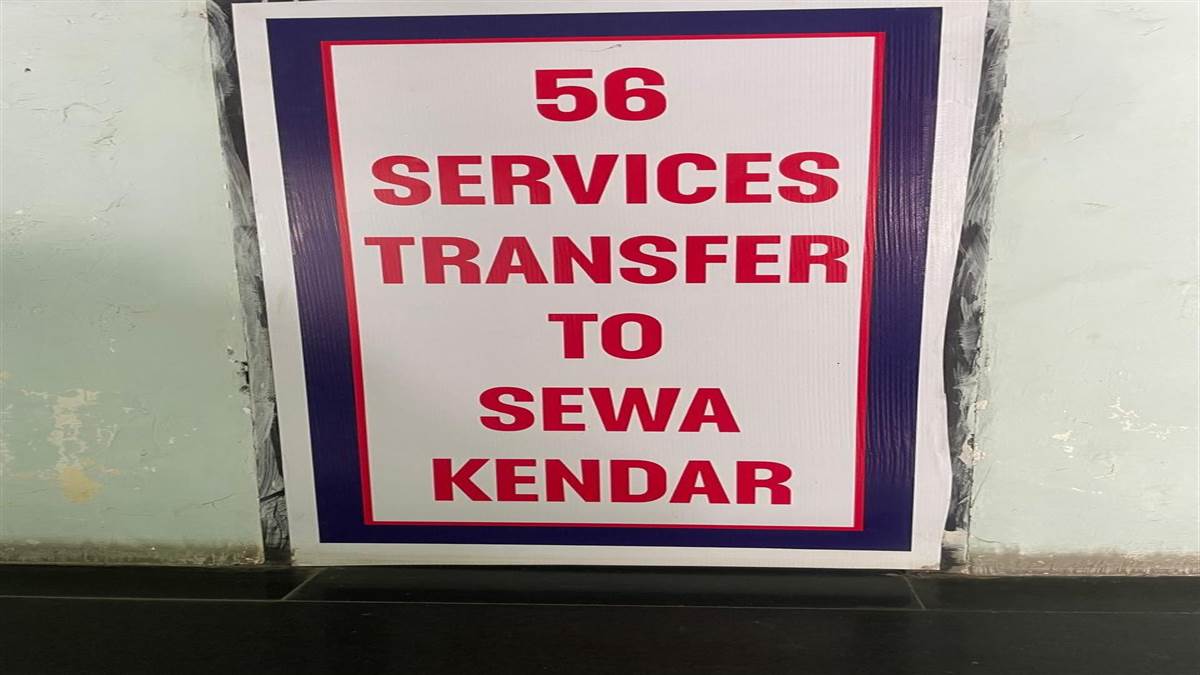 56
SERVICES
TRANSFER
TO
SEWA
KENDAR